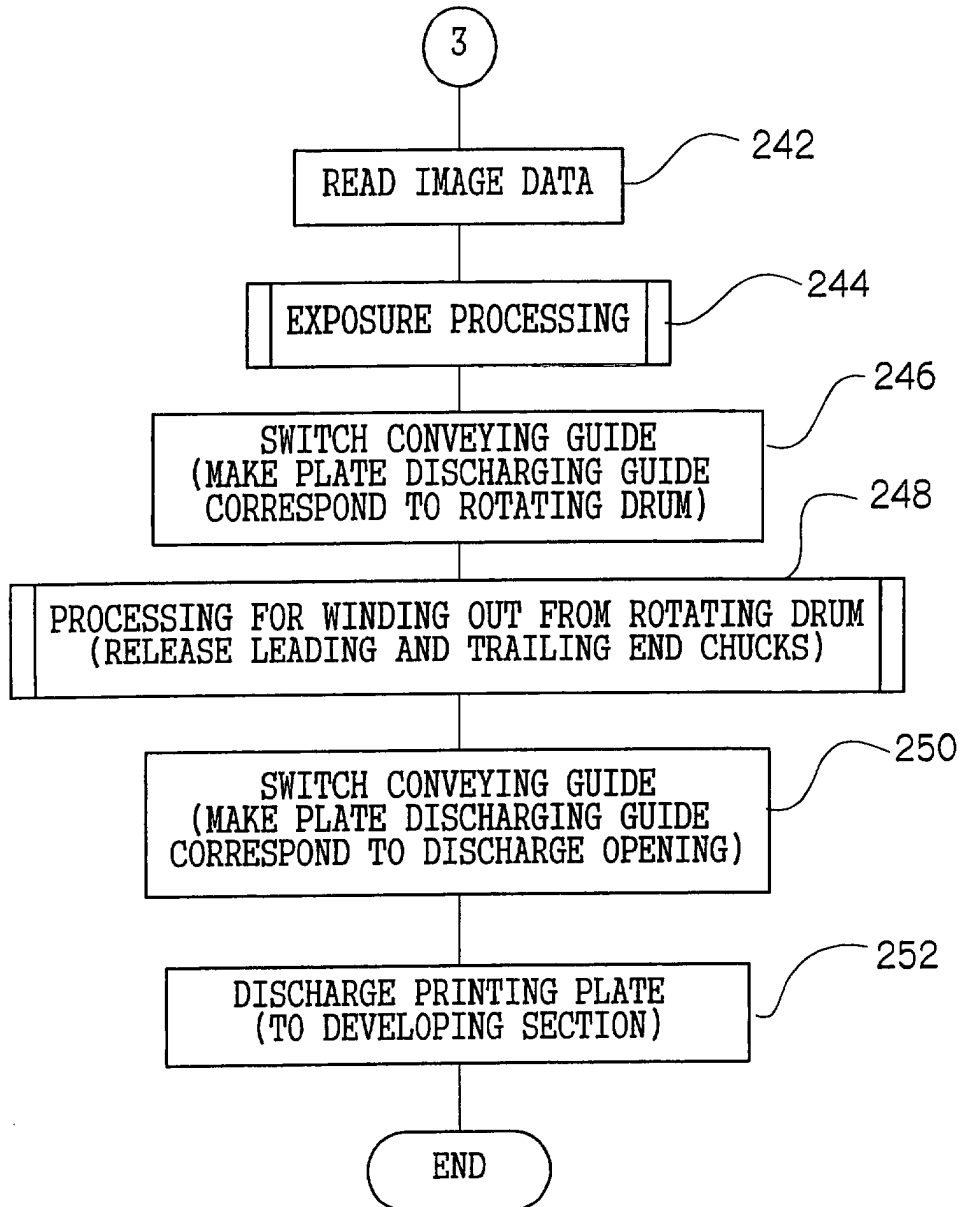 3
READ IMAGE DATA
242
EXPOSURE PROCESSING
244
SWITCH CONVEYING GUIDE
(MAKE PLATE DISCHARGING GUIDE
CORRESPOND TO ROTATING DRUM)
246
PROCESSING FOR WINDING OUT FROM ROTATING DRUM
(RELEASE LEADING AND TRAILING END CHUCKS)
248
SWITCH CONVEYING GUIDE
(MAKE PLATE DISCHARGING GUIDE
CORRESPOND TO DISCHARGE OPENING)
250
DISCHARGE PRINTING PLATE
(TO DEVELOPING SECTION)
252
END